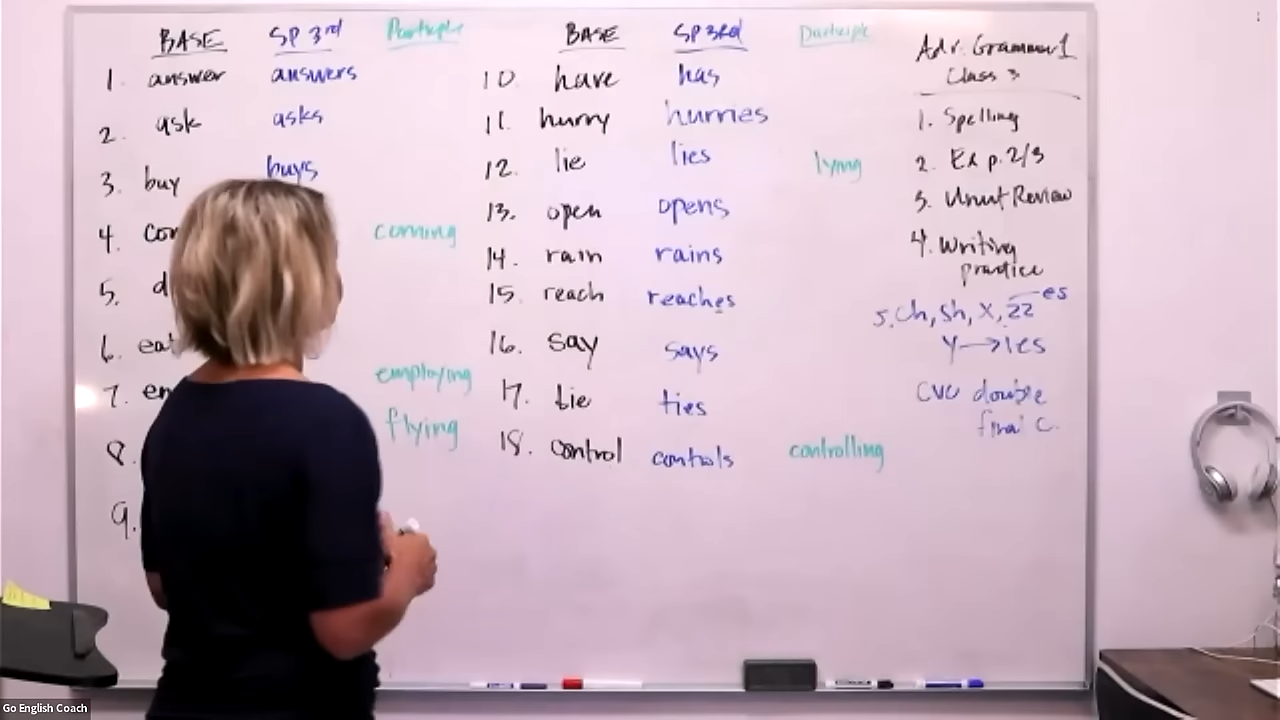 BASE SP 3rd Participle
1. answer answers
2. ask asks
3. buy buys
4. coming
5.
6. eat
7. employing
8. flying
9.
BASE SP 3rd Participle
10. have has
11. hurry hurries
12. lie lies lying
13. open opens
14. rain rains
15. reach reaches
16. say says
17. tie ties
18. control controls controlling
Adv. Grammar 1
Class 3
1. Spelling
2. Ex p. 2/3
3. Review
4. Writing
practice
s, ch, sh, x, zz es
y → ies
CVC double
final C.
Go English Coach